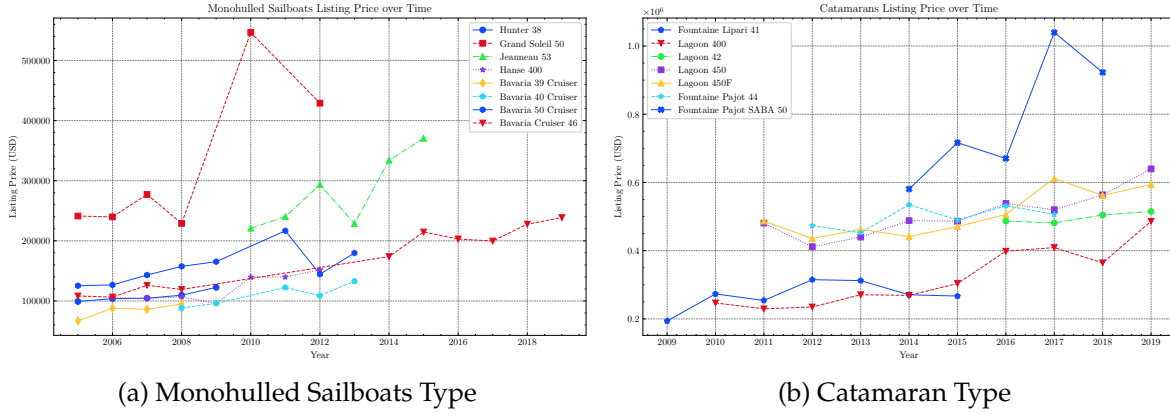 Monohulled Sailboats Listing Price over Time
500000
400000
300000
200000
100000
Listing Price (USD)
Hunter 38
Grand Soleil 50
Jeanneau 53
Hanse 400
Bavaria 39 Cruiser
Bavaria 40 Cruiser
Bavaria 50 Cruiser
Bavaria Cruiser 46
2006 2008 2010 2012 2014 2016 2018
Year
(a) Monohulled Sailboats Type
Catamarans Listing Price over Time
×10⁶
1.0
0.8
0.6
0.4
0.2
Listing Price (USD)
Fountaine Lipari 41
Lagoon 400
Lagoon 42
Lagoon 450
Lagoon 450F
Fountaine Pajot 44
Fountaine Pajot SABA 50
2009 2010 2011 2012 2013 2014 2015 2016 2017 2018 2019
Year
(b) Catamaran Type